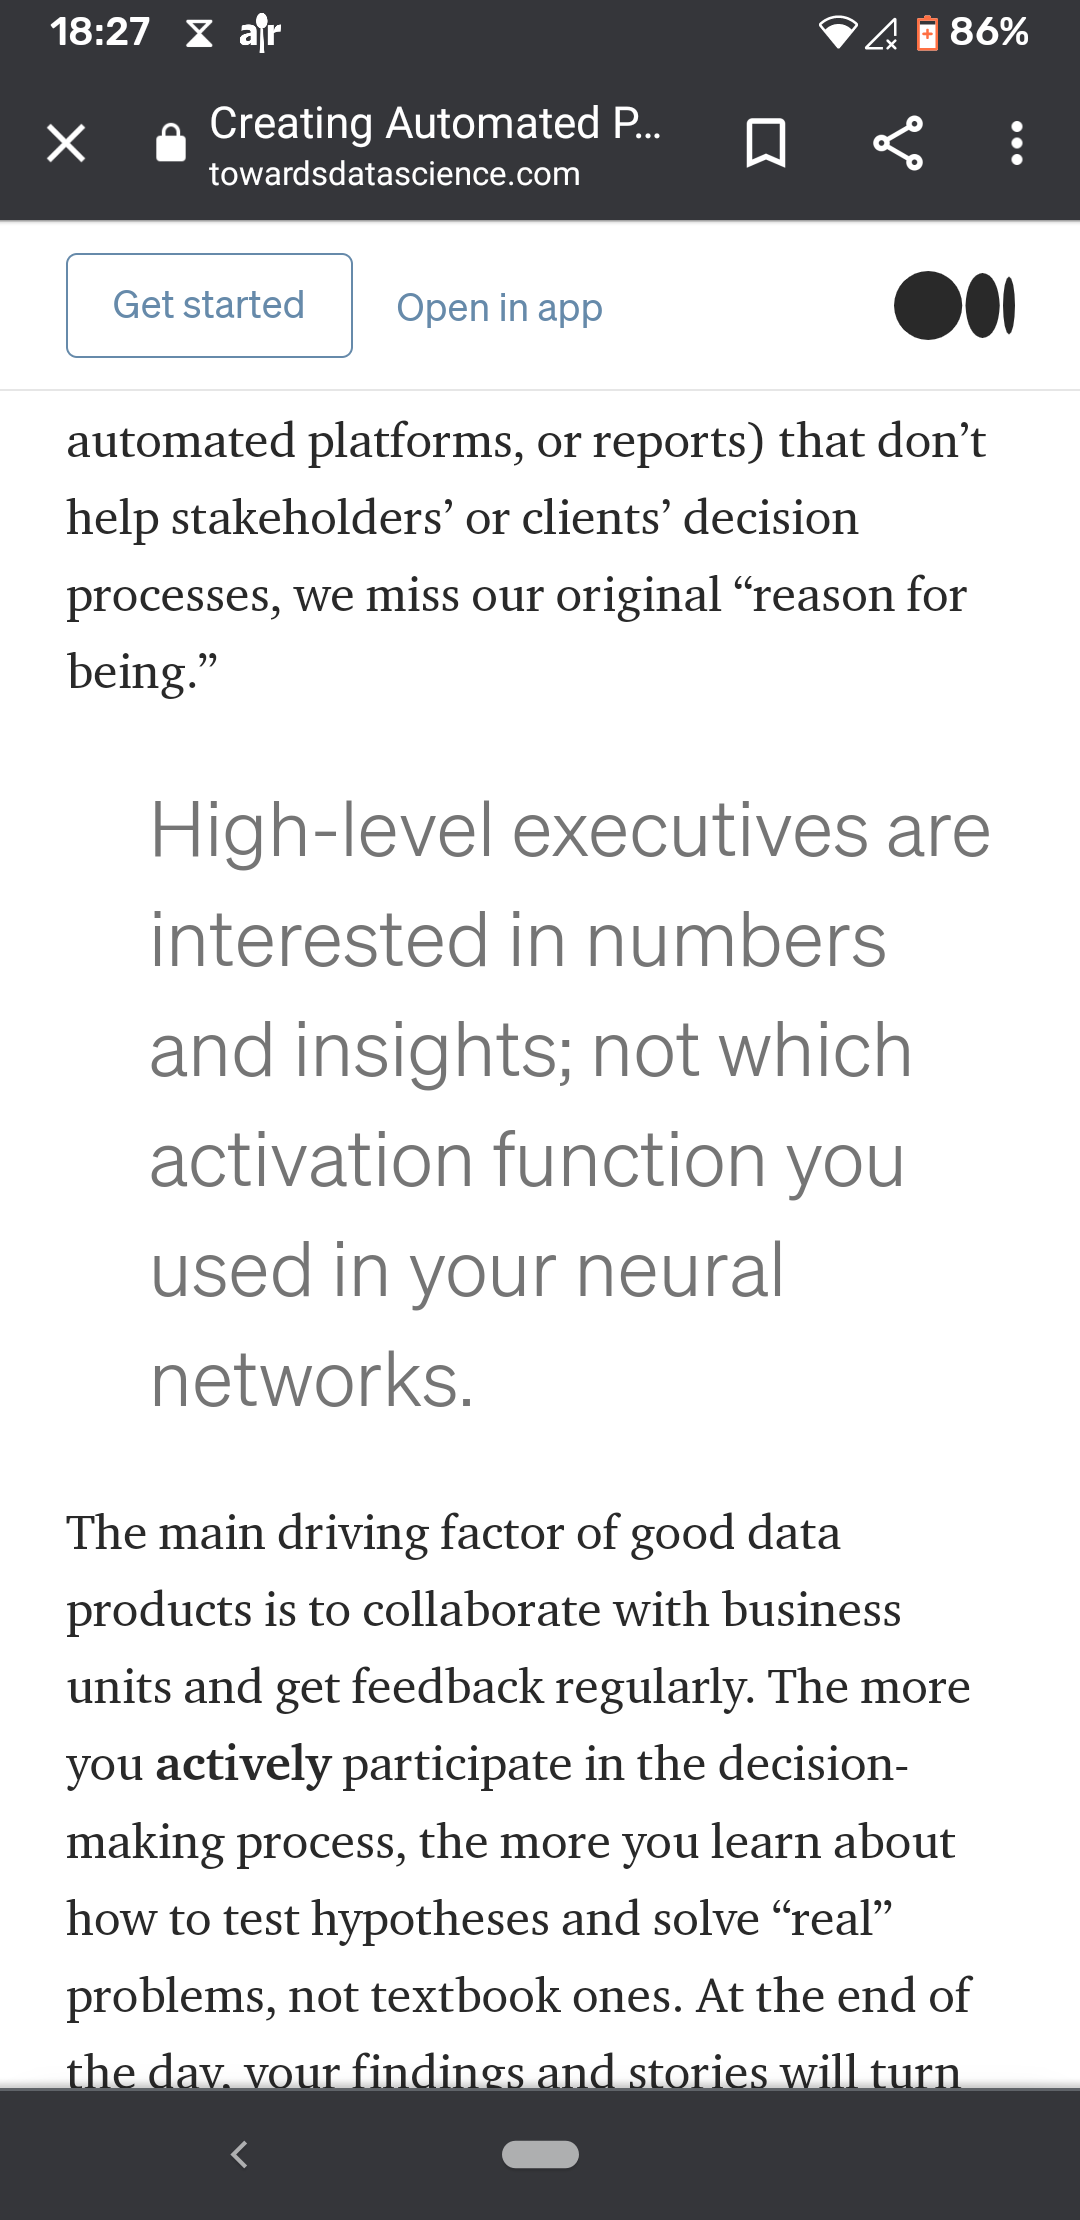 18:27 air 86%
Creating Automated P...
towardsdatascience.com
Get started Open in app
automated platforms, or reports) that don’t
help stakeholders’ or clients’ decision
processes, we miss our original “reason for
being.”
High-level executives are
interested in numbers
and insights; not which
activation function you
used in your neural
networks.
The main driving factor of good data
products is to collaborate with business
units and get feedback regularly. The more
you actively participate in the decision-
making process, the more you learn about
how to test hypotheses and solve “real”
problems, not textbook ones. At the end of
the day, your findings and stories will turn